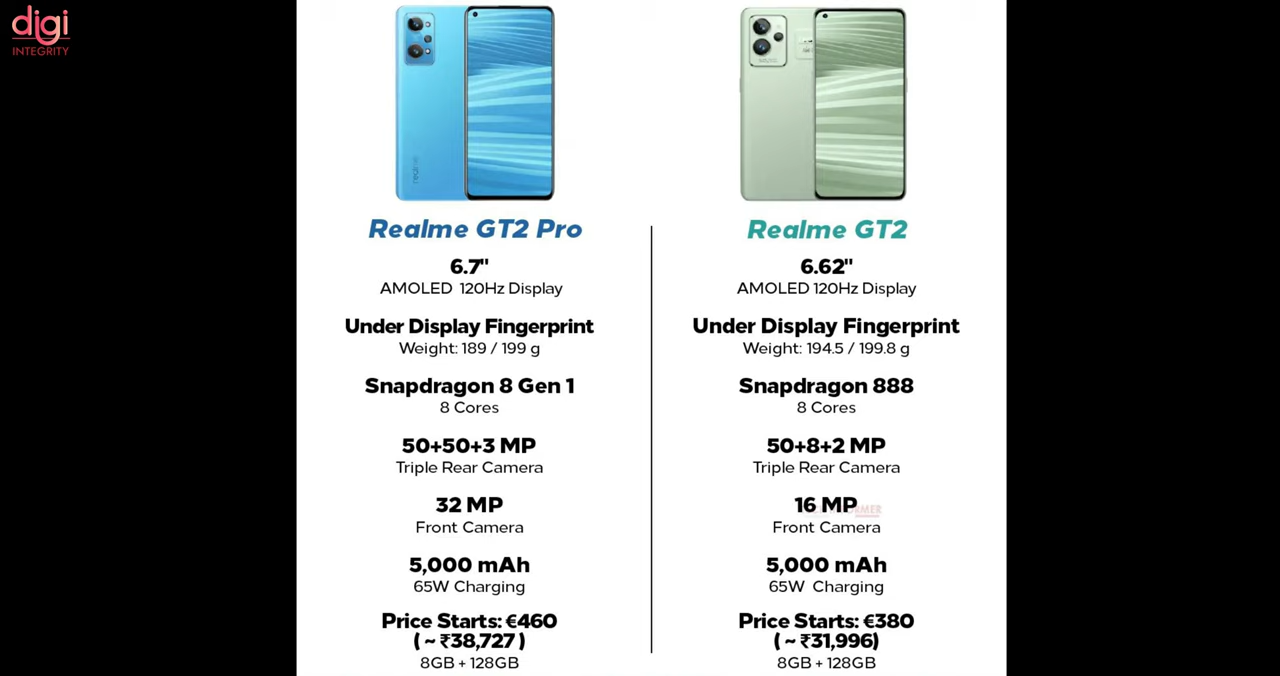 digi
INTEGRITY
realme
Realme GT2 Pro
6.7"
AMOLED 120Hz Display
Under Display Fingerprint
Weight: 189 / 199 g
Snapdragon 8 Gen 1
8 Cores
50+50+3 MP
Triple Rear Camera
32 MP
Front Camera
5,000 mAh
65W Charging
Price Starts: €460
( ~ ₹38,727 )
8GB + 128GB
Realme GT2
6.62"
AMOLED 120Hz Display
Under Display Fingerprint
Weight: 194.5 / 199.8 g
Snapdragon 888
8 Cores
50+8+2 MP
Triple Rear Camera
16 MP
Front Camera
5,000 mAh
65W Charging
Price Starts: €380
( ~ ₹31,996)
8GB + 128GB